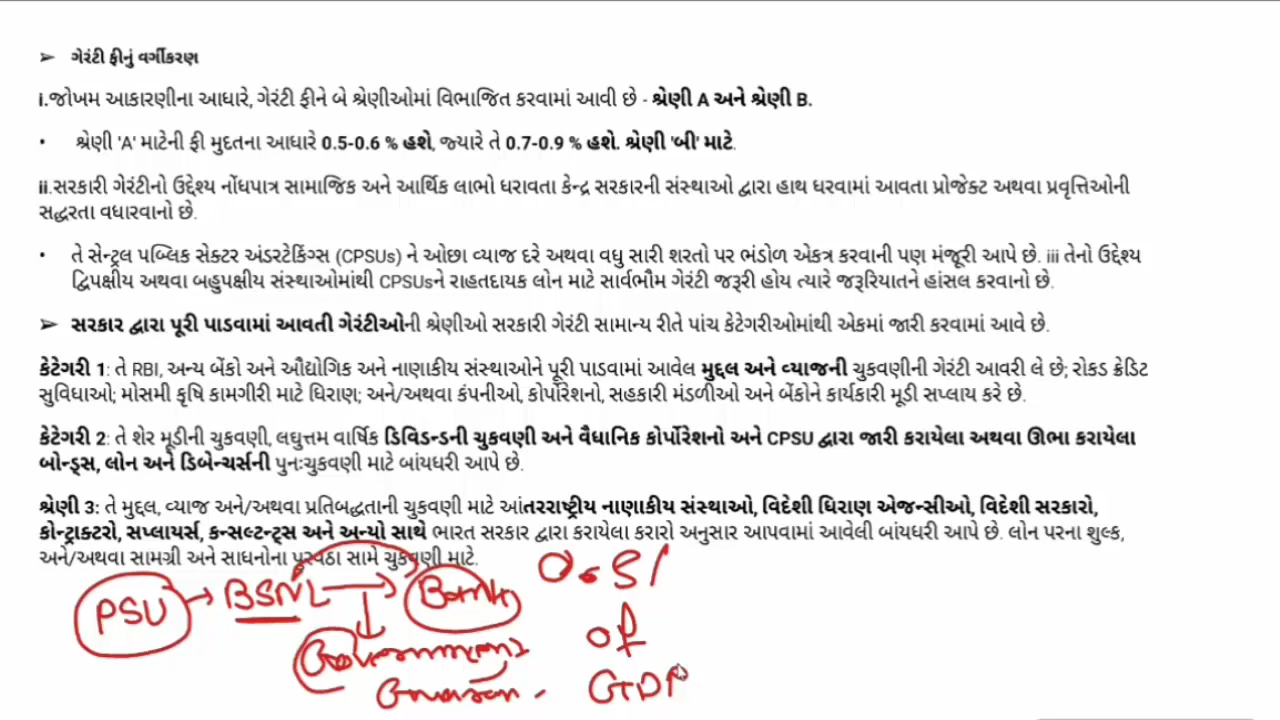 ➢ ગેરંટી ફીનું વર્ગીકરણ
i.જોખમ આકારણીના આધારે, ગેરંટી ફીને બે શ્રેણીઓમાં વિભાજિત કરવામાં આવી છે - શ્રેણી A અને શ્રેણી B.
• શ્રેણી 'A' માટેની ફી મુદતના આધારે 0.5-0.6 % હશે, જ્યારે તે 0.7-0.9 % હશે. શ્રેણી 'બી' માટે.
ii.સરકારી ગેરંટીનો ઉદ્દેશ્ય નોંધપાત્ર સામાજિક અને આર્થિક લાભો ધરાવતા કેન્દ્ર સરકારની સંસ્થાઓ દ્વારા હાથ ધરવામાં આવતા પ્રોજેક્ટ અથવા પ્રવૃત્તિઓની
સદ્ધરતા વધારવાનો છે.
• તે સેન્ટ્રલ પબ્લિક સેક્ટર અંડરટેકિંગ્સ (CPSUs) ને ઓછા વ્યાજ દરે અથવા વધુ સારી શરતો પર ભંડોળ એકત્ર કરવાની પણ મંજૂરી આપે છે. iii તેનો ઉદ્દેશ્ય
દ્વિપક્ષીય અથવા બહુપક્ષીય સંસ્થાઓમાંથી CPSUsને રાહતદાયક લોન માટે સાર્વભૌમ ગેરંટી જરૂરી હોય ત્યારે જરૂરિયાતને હાંસલ કરવાનો છે.
➢ સરકાર દ્વારા પૂરી પાડવામાં આવતી ગેરંટીઓની શ્રેણીઓ સરકારી ગેરંટી સામાન્ય રીતે પાંચ કેટેગરીઓમાંથી એકમાં જારી કરવામાં આવે છે.
કેટેગરી 1: તે RBI, અન્ય બેંકો અને ઔદ્યોગિક અને નાણાકીય સંસ્થાઓને પૂરી પાડવામાં આવેલ મુદ્દલ અને વ્યાજની ચુકવણીની ગેરંટી આવરી લે છે; રોકડ ક્રેડિટ
સુવિધાઓ; મોસમી કૃષિ કામગીરી માટે ધિરાણ; અને/અથવા કંપનીઓ, કોર્પોરેશનો, સહકારી મંડળીઓ અને બેંકોને કાર્યકારી મૂડી સપ્લાય કરે છે.
કેટેગરી 2: તે શેર મૂડીની ચુકવણી, લઘુત્તમ વાર્ષિક ડિવિડન્ડની ચુકવણી અને વૈધાનિક કોર્પોરેશનો અને CPSU દ્વારા જારી કરાયેલા અથવા ઊભા કરાયેલા
બોન્ડ્સ, લોન અને ડિબેન્ચર્સની પુનઃચુકવણી માટે બાંયધરી આપે છે.
શ્રેણી 3: તે મુદ્દલ, વ્યાજ અને/અથવા પ્રતિબદ્ધતાની ચુકવણી માટે આંતરરાષ્ટ્રીય નાણાકીય સંસ્થાઓ, વિદેશી ધિરાણ એજન્સીઓ, વિદેશી સરકારો,
કોન્ટ્રાક્ટરો, સપ્લાયર્સ, કન્સલ્ટન્ટ્સ અને અન્યો સાથે ભારત સરકાર દ્વારા કરાયેલા કરારો અનુસાર આપવામાં આવેલી બાંયધરી આપે છે. લોન પરના શુલ્ક,
અને/અથવા સામગ્રી અને સાધનોના પુરવઠા સામે ચુકવણી માટે.
PSU → BSNL → Bank
Government
0.5%
of
GDP